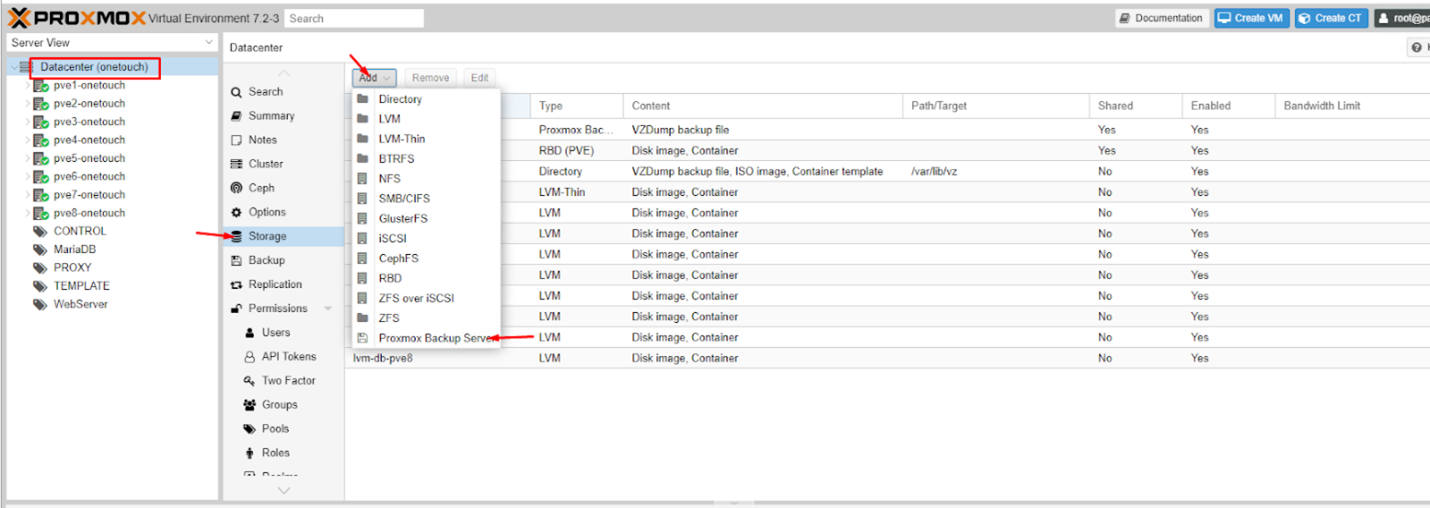 PROXMOX Virtual Environment 7.2-3 Search Documentation Create VM Create CT root@pa
Server View
Datacenter (onetouch)
pve1-onetouch
pve2-onetouch
pve3-onetouch
pve4-onetouch
pve5-onetouch
pve6-onetouch
pve7-onetouch
pve8-onetouch
CONTROL
MariaDB
PROXY
TEMPLATE
WebServer
Datacenter
Search
Summary
Notes
Cluster
Ceph
Options
Storage
Backup
Replication
Permissions
Users
API Tokens
Two Factor
Groups
Pools
Roles
Realms
Add Remove Edit
Directory
LVM
LVM-Thin
BTRFS
NFS
SMB/CIFS
GlusterFS
iSCSI
CephFS
RBD
ZFS over iSCSI
ZFS
Proxmox Backup Server
Type Content Path/Target Shared Enabled Bandwidth Limit
Proxmox Bac... VZDump backup file Yes Yes
RBD (PVE) Disk image, Container Yes Yes
Directory VZDump backup file, ISO image, Container template /var/lib/vz No Yes
LVM-Thin Disk image, Container No Yes
LVM Disk image, Container No Yes
LVM Disk image, Container No Yes
LVM Disk image, Container No Yes
LVM Disk image, Container No Yes
LVM Disk image, Container No Yes
LVM Disk image, Container No Yes
LVM Disk image, Container No Yes
lvm-db-pve8 LVM Disk image, Container No Yes